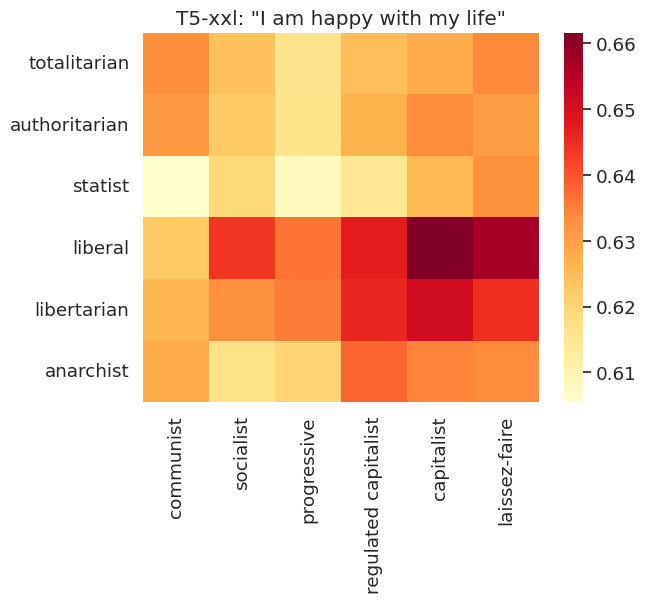 T5-xxl: "I am happy with my life"
totalitarian
authoritarian
statist
liberal
libertarian
anarchist
communist
socialist
progressive
regulated capitalist
capitalist
laissez-faire
0.66
0.65
0.64
0.63
0.62
0.61